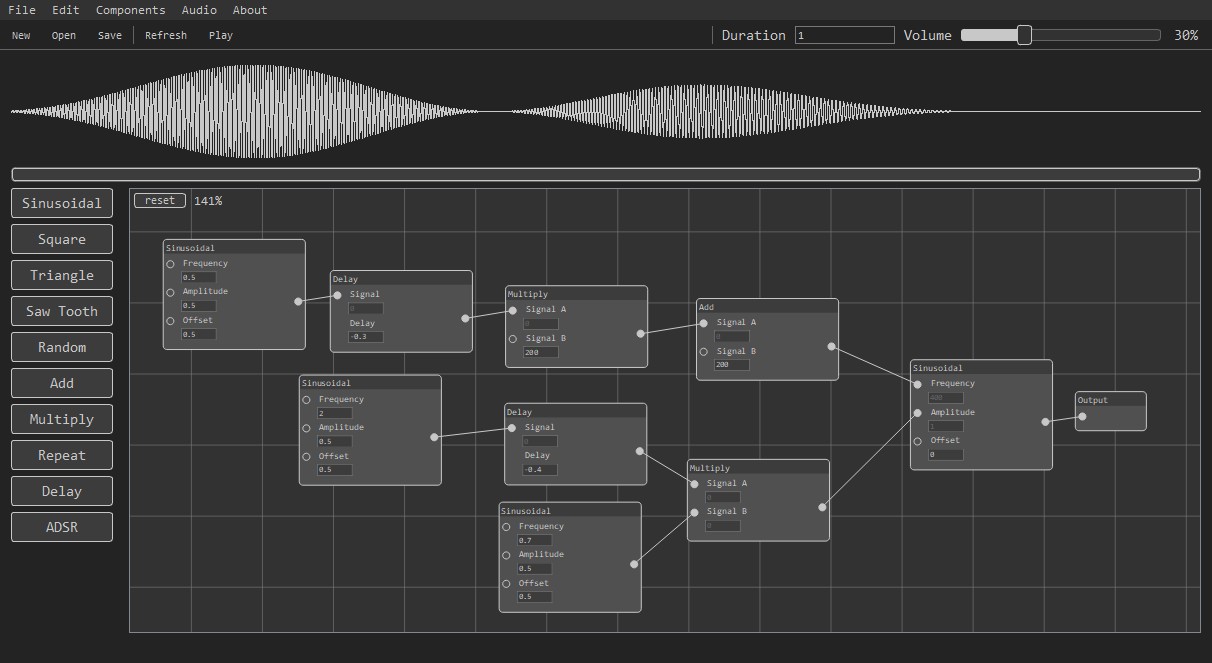 File Edit Components Audio About
New Open Save Refresh Play Duration 1 Volume 30%
Sinusoidal
Square
Triangle
Saw Tooth
Random
Add
Multiply
Repeat
Delay
ADSR
reset 141%
Sinusoidal
Frequency
0.5
Amplitude
0.5
Offset
0.5
Delay
Signal
0
Delay
-0.3
Multiply
Signal A
0
Signal B
200
Add
Signal A
0
Signal B
200
Sinusoidal
Frequency
2
Amplitude
0.5
Offset
0.5
Delay
Signal
0
Delay
-0.4
Sinusoidal
Frequency
0.7
Amplitude
0.5
Offset
0.5
Multiply
Signal A
0
Signal B
0
Sinusoidal
Frequency
400
Amplitude
1
Offset
0
Output